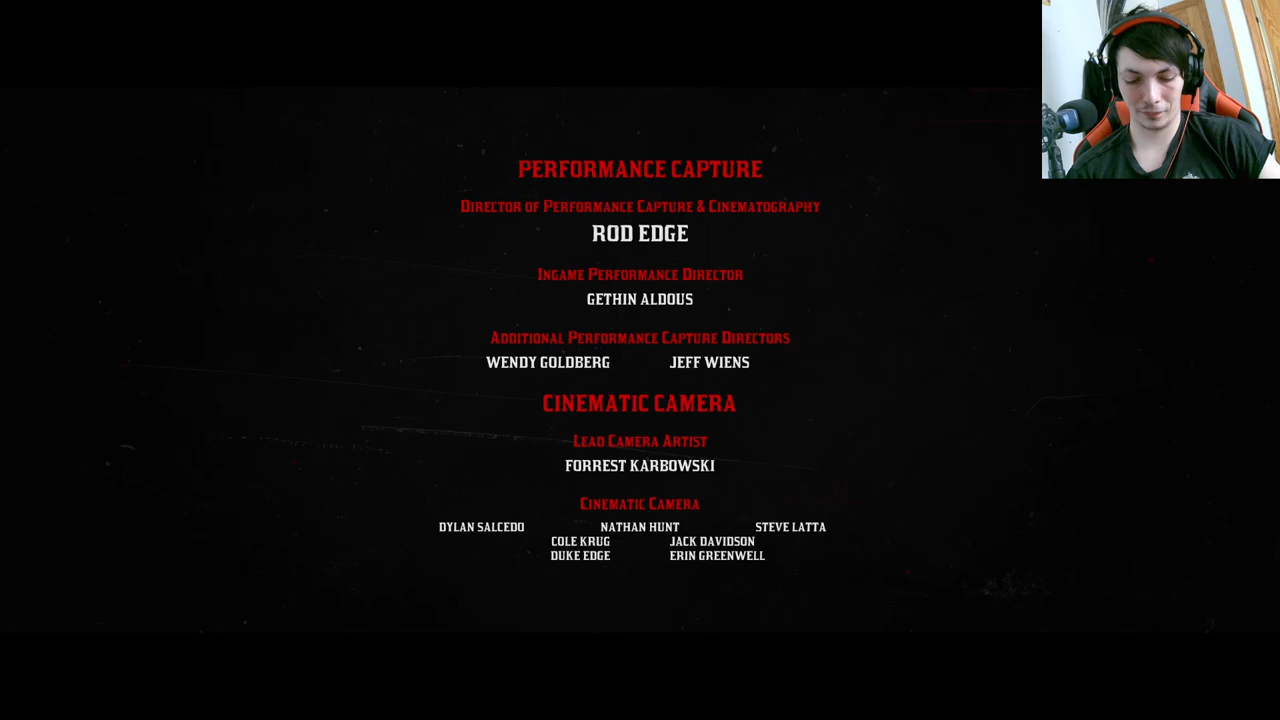 PERFORMANCE CAPTURE
DIRECTOR OF PERFORMANCE CAPTURE & CINEMATOGRAPHY
ROD EDGE
INGAME PERFORMANCE DIRECTOR
GETHIN ALDOUS
ADDITIONAL PERFORMANCE CAPTURE DIRECTORS
WENDY GOLDBERG JEFF WIENS
CINEMATIC CAMERA
LEAD CAMERA ARTIST
FORREST KARBOWSKI
CINEMATIC CAMERA
DYLAN SALCEDO NATHAN HUNT STEVE LATTA
COLE KRUG JACK DAVIDSON
DUKE EDGE ERIN GREENWELL